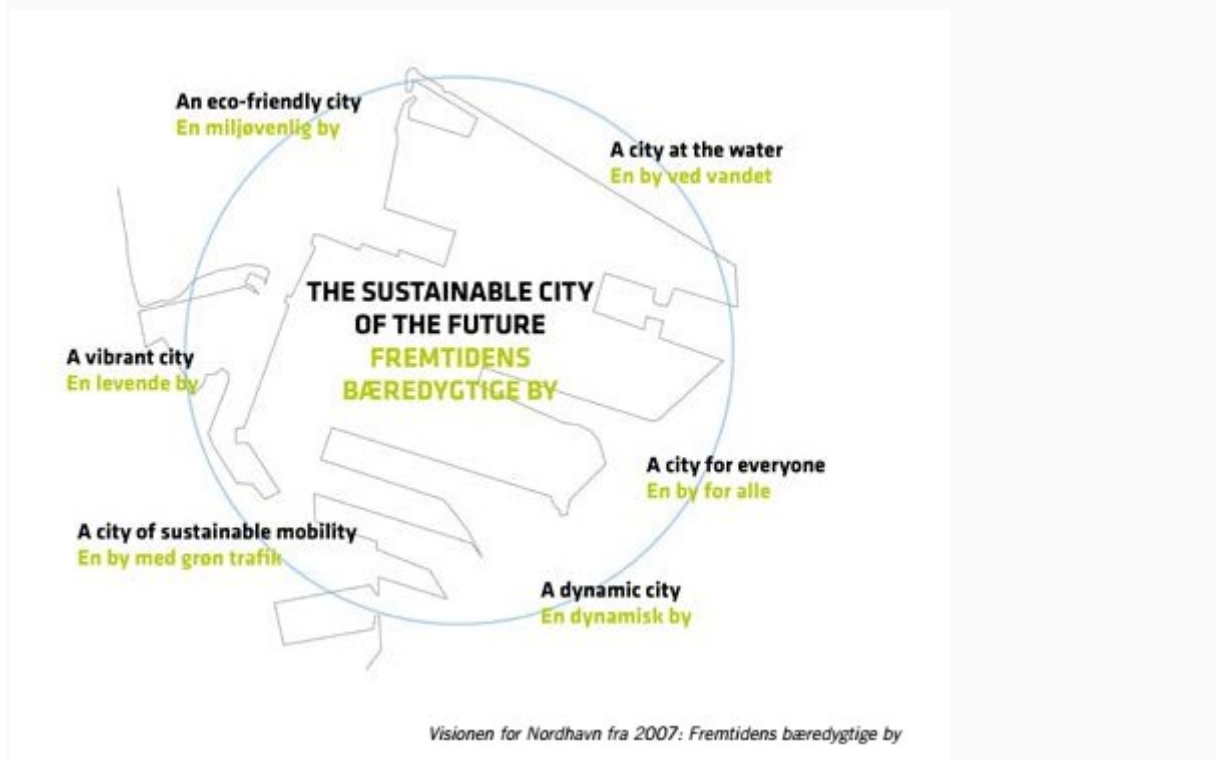 An eco-friendly city
En miljøvenlig by
A city at the water
En by ved vandet
THE SUSTAINABLE CITY
OF THE FUTURE
FREMTIDENS
BÆREDYGTIGE BY
A vibrant city
En levende by
A city for everyone
En by for alle
A city of sustainable mobility
En by med grøn trafik
A dynamic city
En dynamisk by
Visionen for Nordhavn fra 2007: Fremtidens bæredygtige by